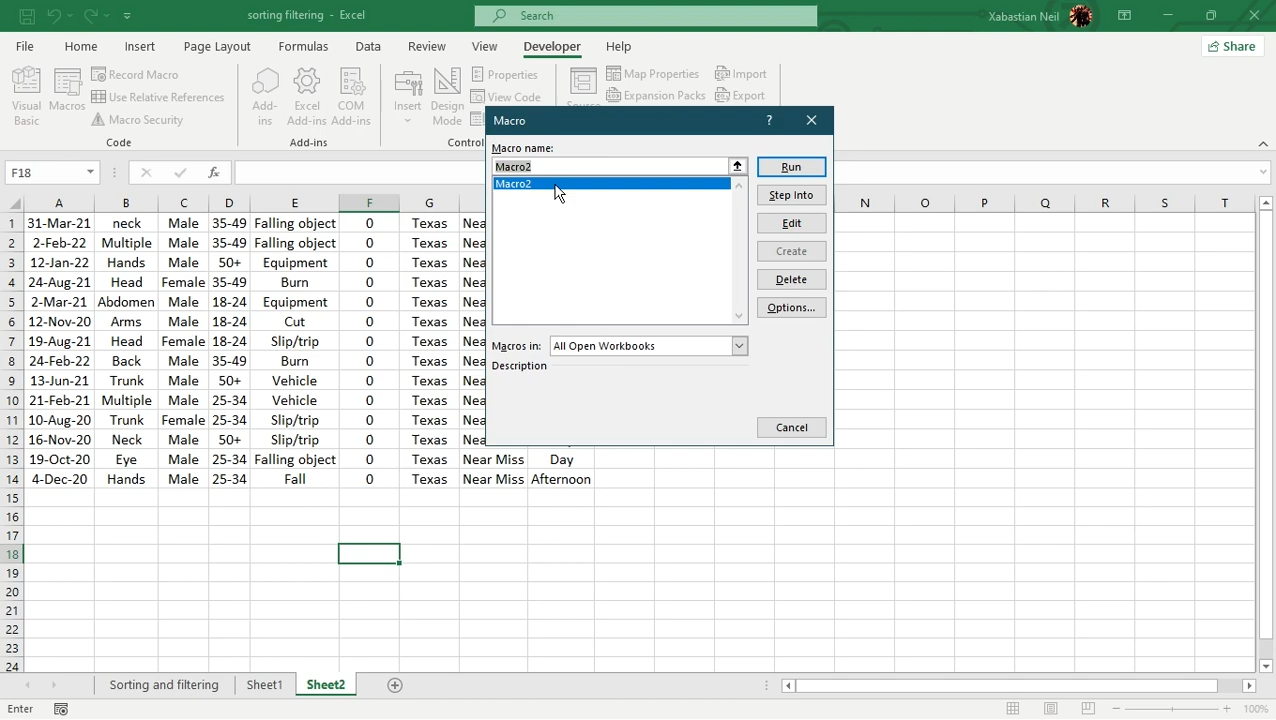 sorting filtering - Excel
Search
Xabastian Neil
File Home Insert Page Layout Formulas Data Review View Developer Help
Share
Visual Basic
Macros
Record Macro
Use Relative References
Macro Security
Code
Add-ins
Excel Add-ins
COM Add-ins
Add-ins
Insert
Design Mode
Properties
View Code
Map Properties
Expansion Packs
Import
Export
F18
fx
Macro
?
Macro name:
Macro2
Macro2
Run
Step Into
Edit
Create
Delete
Options...
Macros in: All Open Workbooks
Description
Cancel
A B C D E F G N O P Q R S T
1 31-Mar-21 neck Male 35-49 Falling object 0 Texas
2 2-Feb-22 Multiple Male 35-49 Falling object 0 Texas
3 12-Jan-22 Hands Male 50+ Equipment 0 Texas
4 24-Aug-21 Head Female 35-49 Burn 0 Texas
5 2-Mar-21 Abdomen Male 18-24 Equipment 0 Texas
6 12-Nov-20 Arms Male 18-24 Cut 0 Texas
7 19-Aug-21 Head Female 18-24 Slip/trip 0 Texas
8 24-Feb-22 Back Male 35-49 Burn 0 Texas
9 13-Jun-21 Trunk Male 50+ Vehicle 0 Texas
10 21-Feb-21 Multiple Male 25-34 Vehicle 0 Texas
11 10-Aug-20 Trunk Female 25-34 Slip/trip 0 Texas
12 16-Nov-20 Neck Male 50+ Slip/trip 0 Texas
13 19-Oct-20 Eye Male 25-34 Falling object 0 Texas Near Miss Day
14 4-Dec-20 Hands Male 25-34 Fall 0 Texas Near Miss Afternoon
15
16
17
18
19
20
21
22
23
24
Sorting and filtering Sheet1 Sheet2
Enter
100%